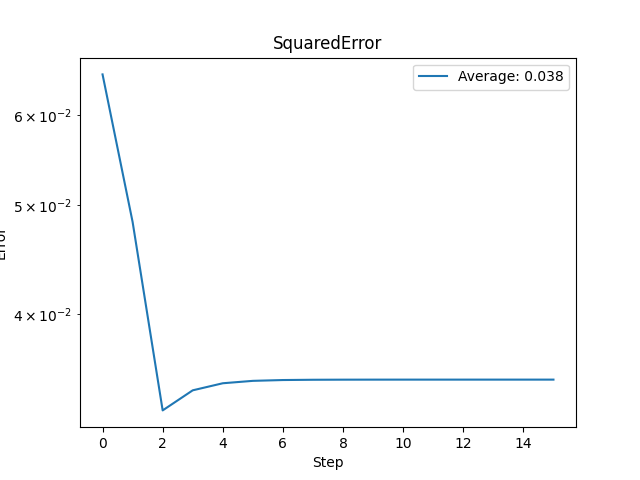 SquaredError
Average: 0.038
6 × 10⁻²
5 × 10⁻²
4 × 10⁻²
Error
0 2 4 6 8 10 12 14
Step